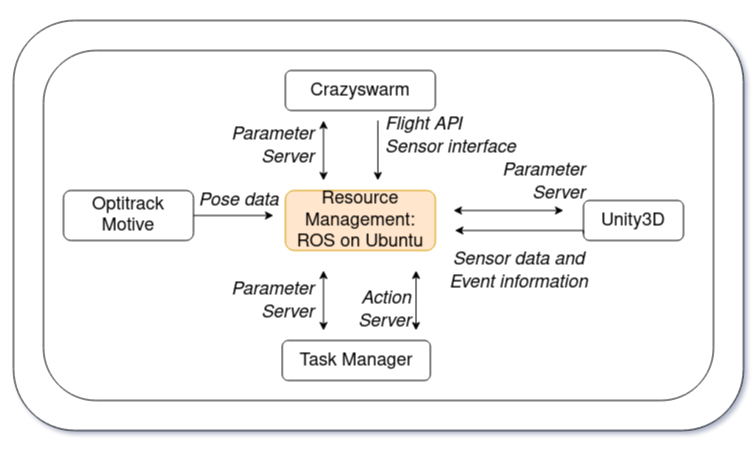 Crazyswarm
Parameter
Server
Flight API
Sensor interface
Optitrack
Motive
Pose data
Resource
Management:
ROS on Ubuntu
Parameter
Server
Unity3D
Sensor data and
Event information
Parameter
Server
Action
Server
Task Manager